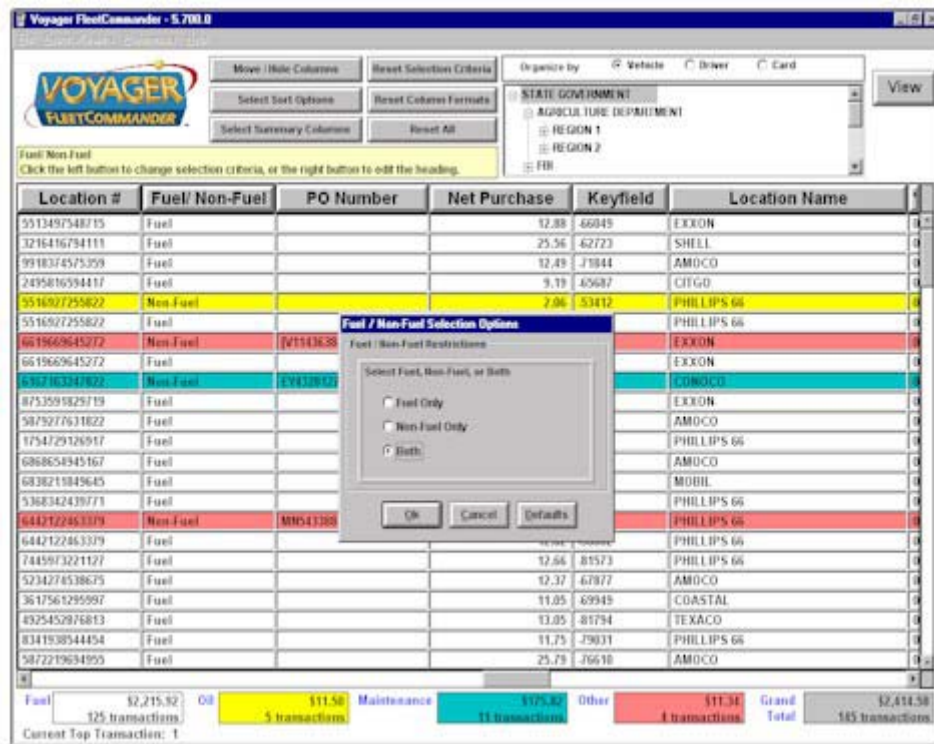 Voyager FleetCommander - 5.700.0
VOYAGER
FLEETCOMMANDER
Move / Hide Columns
Reset Selection Criteria
Select Sort Options
Reset Column Formats
Select Summary Columns
Reset All
Organize by Vehicle Driver Card
STATE GOVERNMENT
AGRICULTURE DEPARTMENT
REGION 1
REGION 2
FBI
View
Fuel/ Non-Fuel
Click the left button to change selection criteria, or the right button to edit the heading.
Location # Fuel/ Non-Fuel PO Number Net Purchase Keyfield Location Name
5513497548715 Fuel 12.88 -66049 EXXON
3216416794111 Fuel 25.56 -62723 SHELL
9918374575359 Fuel 12.49 -71844 AMOCO
2495816594417 Fuel 9.19 -65687 CITGO
5516927255822 Non-Fuel 2.06 -53412 PHILLIPS 66
5516927255822 Fuel PHILLIPS 66
6619669645272 Non-Fuel EXXON
6619669645272 Fuel EXXON
Non-Fuel CONOCO
8753591829719 Fuel EXXON
5879277631822 Fuel AMOCO
1754729126917 Fuel PHILLIPS 66
6868654945167 Fuel AMOCO
6838211849645 Fuel MOBIL
5368342439771 Fuel PHILLIPS 66
6442122463379 Non-Fuel PHILLIPS 66
6442122463379 Fuel PHILLIPS 66
7445973221127 Fuel 12.66 -81573 PHILLIPS 66
5234274538675 Fuel 12.37 -67877 AMOCO
3617561295997 Fuel 11.05 -69949 COASTAL
4925452876813 Fuel 13.05 -81794 TEXACO
8341938544454 Fuel 11.75 -79031 PHILLIPS 66
5872219694955 Fuel 25.79 -76610 AMOCO
Fuel / Non-Fuel Selection Options
Fuel / Non-Fuel Restrictions
Select Fuel, Non-Fuel, or Both
Fuel Only
Non-Fuel Only
Both
Ok Cancel Defaults
Fuel $2,215.92 Oil $11.50 Maintenance $175.82 Other $11.34 Grand $2,414.58
125 transactions 5 transactions 11 transactions 4 transactions Total 145 transactions
Current Top Transaction: 1